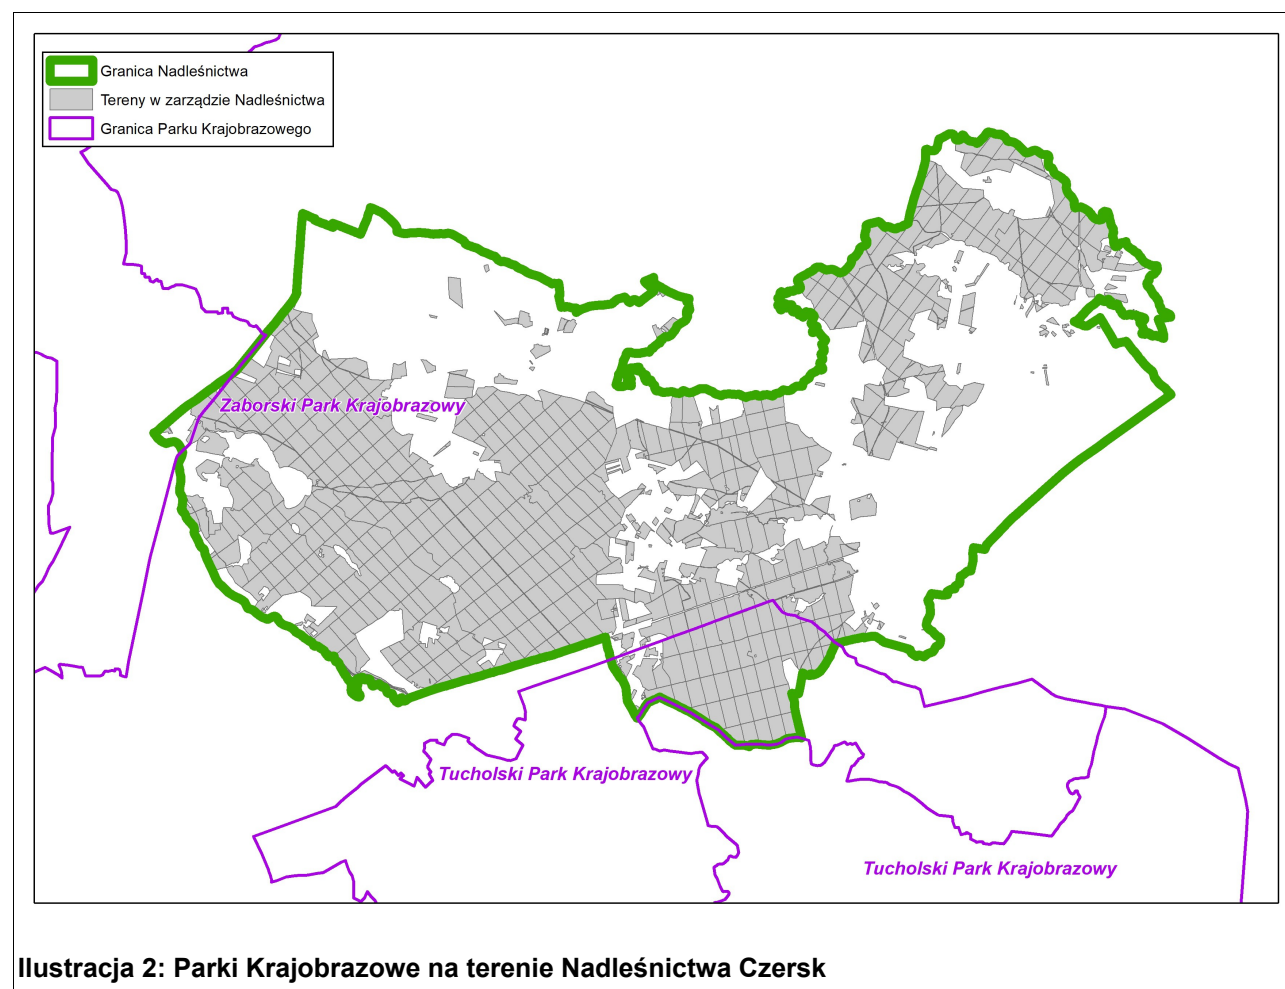 Granica Nadleśnictwa
Tereny w zarządzie Nadleśnictwa
Granica Parku Krajobrazowego
Zaborski Park Krajobrazowy
Tucholski Park Krajobrazowy
Tucholski Park Krajobrazowy
Ilustracja 2: Parki Krajobrazowe na terenie Nadleśnictwa Czersk